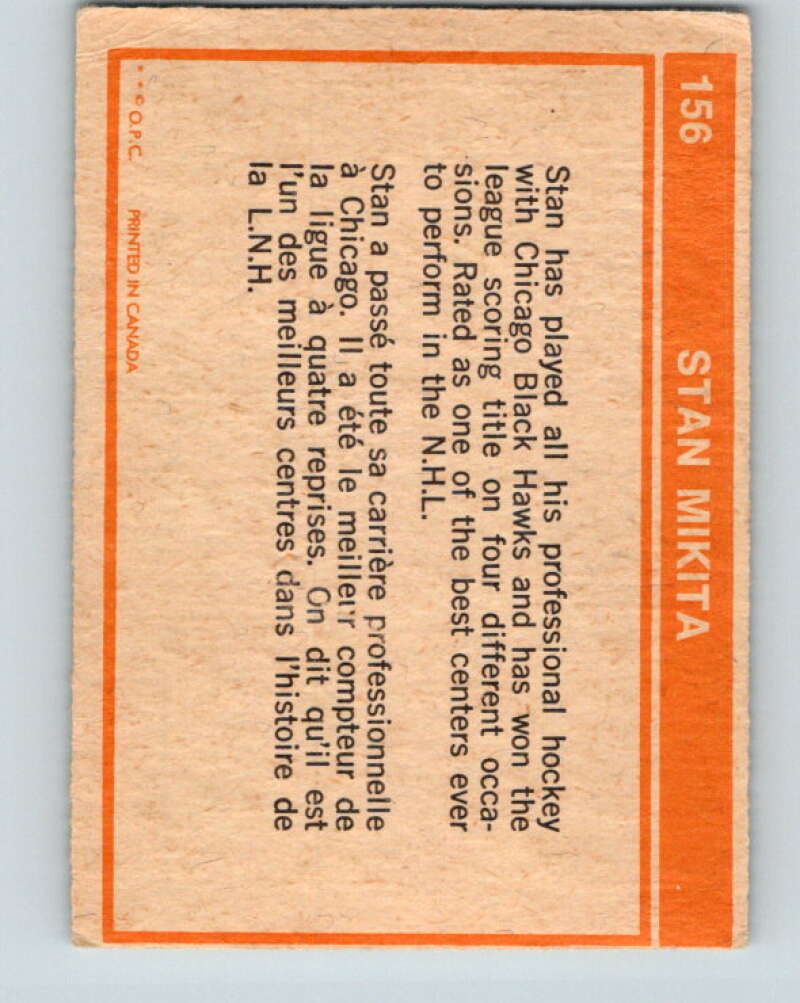 156 STAN MIKITA
Stan has played all his professional hockey
with Chicago Black Hawks and has won the
league scoring title on four different occa-
sions. Rated as one of the best centers ever
to perform in the N.H.L.
Stan a passé toute sa carrière professionnelle
à Chicago. Il a été le meilleur compteur de
la ligue à quatre reprises. On dit qu'il est
l'un des meilleurs centres dans l'histoire de
la L.N.H.
* * © O.P.C. PRINTED IN CANADA